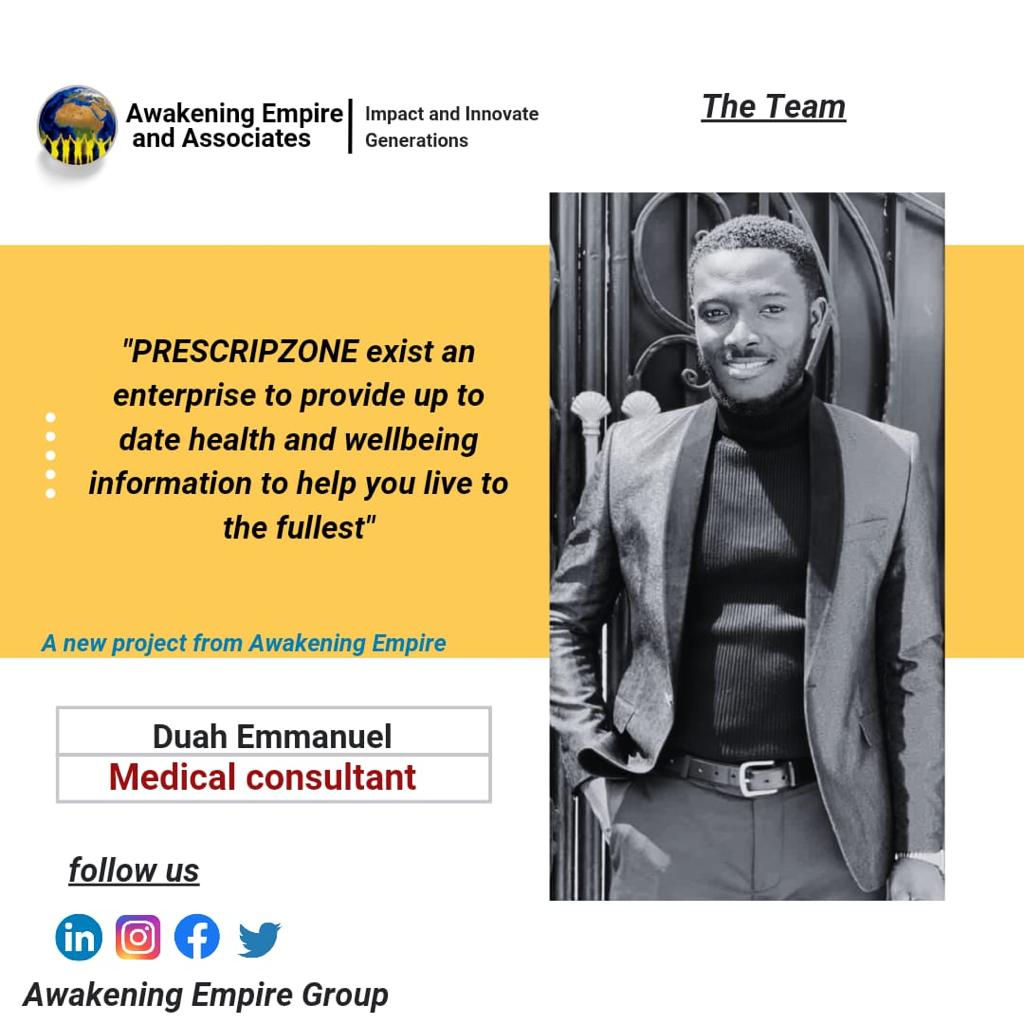 Awakening Empire
and Associates
Impact and Innovate
Generations
The Team
"PRESCRIPZONE exist an
enterprise to provide up to
date health and wellbeing
information to help you live to
the fullest"
A new project from Awakening Empire
Duah Emmanuel
Medical consultant
follow us
in
Awakening Empire Group